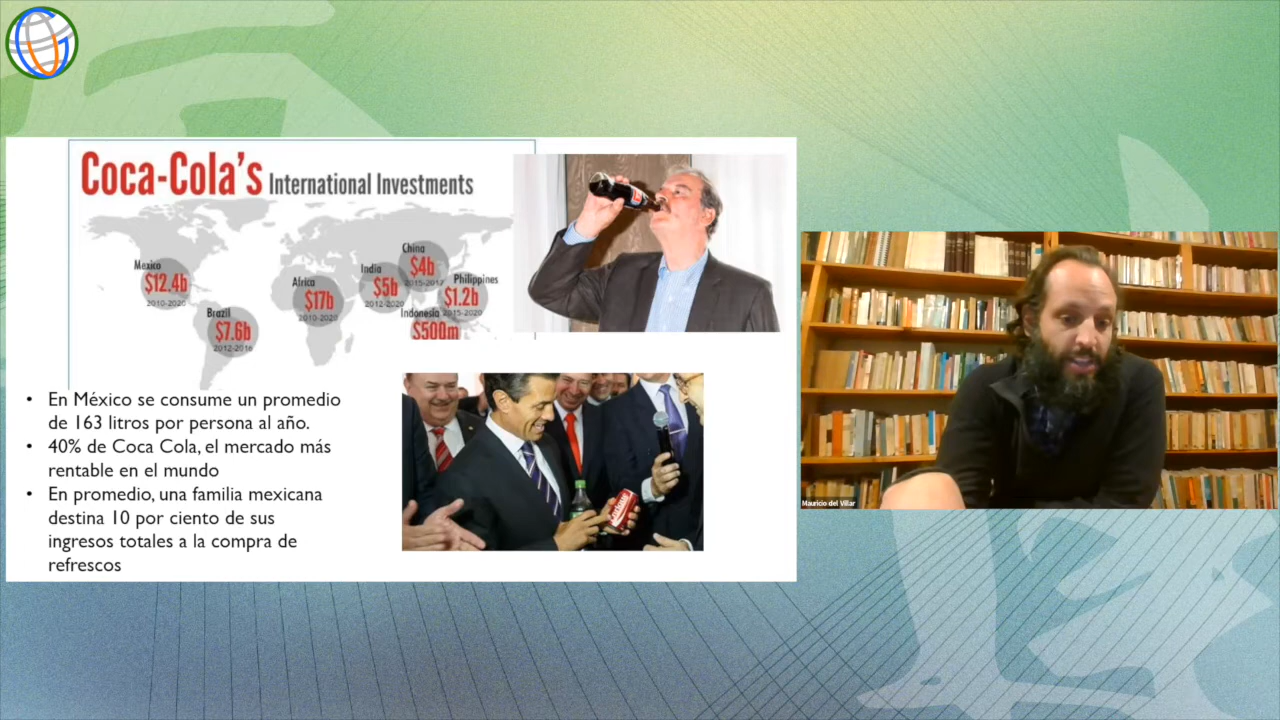 Coca-Cola's International Investments
China
$4b
2015-2017
Mexico
$12.4b
2010-2020
India
$5b
2012-2020
Philippines
$1.2b
2015-2020
Africa
$17b
2010-2020
Brazil
$7.6b
2012-2016
Indonesia
$500m
• En México se consume un promedio
de 163 litros por persona al año.
• 40% de Coca Cola, el mercado más
rentable en el mundo
• En promedio, una familia mexicana
destina 10 por ciento de sus
ingresos totales a la compra de
refrescos
Mauricio del Villar